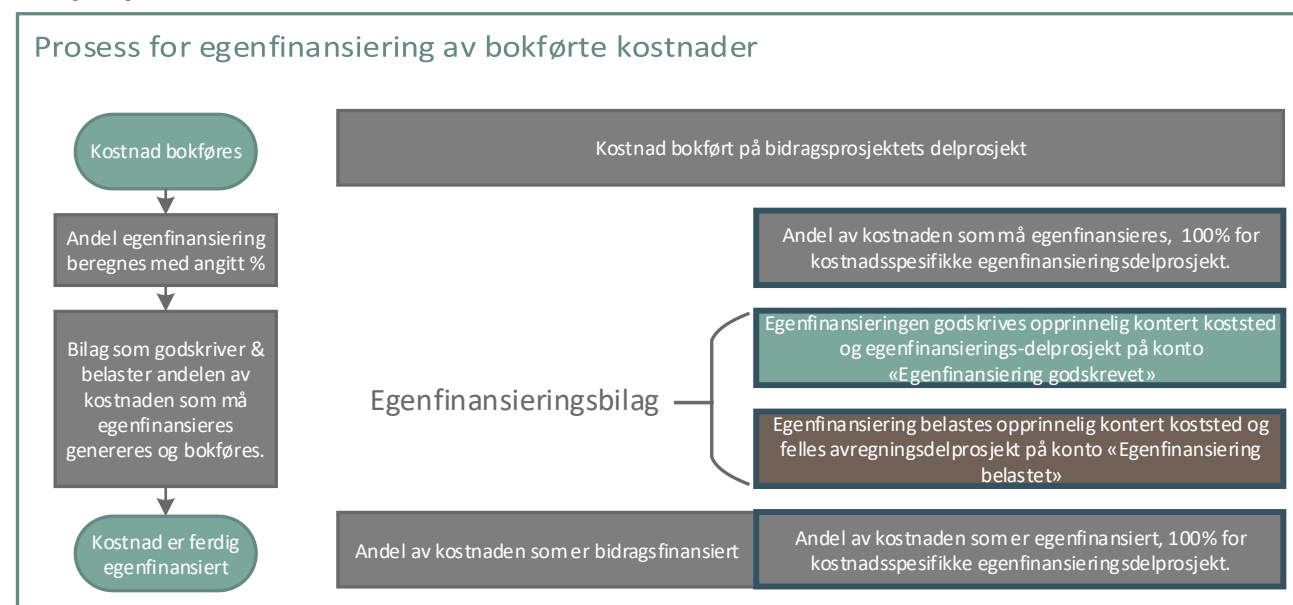 Prosess for egenfinansiering av bokførte kostnader
Kostnad bokføres
Kostnad bokført på bidragsprosjektets delprosjekt
Andel egenfinansiering
beregnes med angitt %
Andel av kostnaden som må egenfinansieres, 100% for
kostnadsspesifikke egenfinansieringsdelprosjekt.
Bilag som godskriver &
belaster andelen av
kostnaden som må
egenfinansieres
genereres og bokføres.
Egenfinansieringsbilag
Egenfinansieringen godskrives opprinnelig kontert koststed
og egenfinansierings-delprosjekt på konto
«Egenfinansiering godskrevet»
Egenfinansiering belastes opprinnelig kontert koststed og
felles avregningsdelprosjekt på konto «Egenfinansiering
belastet»
Kostnad er ferdig
egenfinansiert
Andel av kostnaden som er bidragsfinansiert
Andel av kostnaden som er egenfinansiert, 100% for
kostnadsspesifikke egenfinansieringsdelprosjekt.